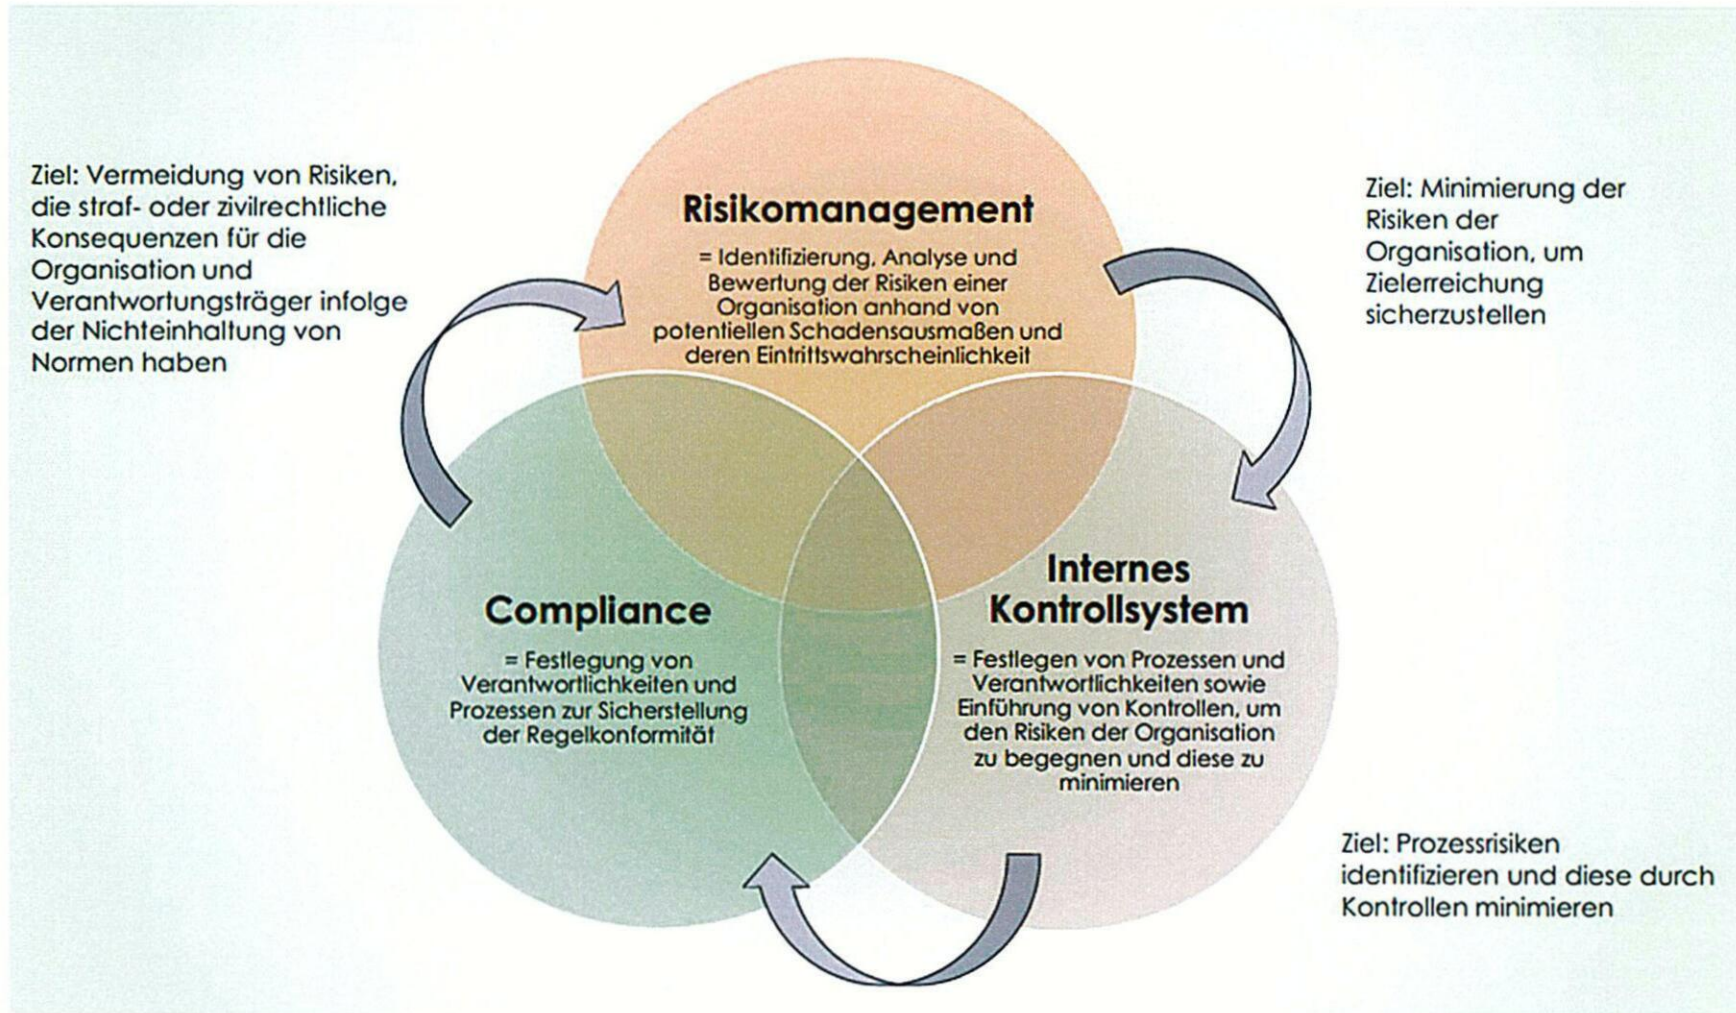 Ziel: Vermeidung von Risiken,
die straf- oder zivilrechtliche
Konsequenzen für die
Organisation und
Verantwortungsträger infolge
der Nichteinhaltung von
Normen haben
Risikomanagement
= Identifizierung, Analyse und
Bewertung der Risiken einer
Organisation anhand von
potentiellen Schadensausmaßen und
deren Eintrittswahrscheinlichkeit
Ziel: Minimierung der
Risiken der
Organisation, um
Zielerreichung
sicherzustellen
Compliance
= Festlegung von
Verantwortlichkeiten und
Prozessen zur Sicherstellung
der Regelkonformität
Internes
Kontrollsystem
= Festlegen von Prozessen und
Verantwortlichkeiten sowie
Einführung von Kontrollen, um
den Risiken der Organisation
zu begegnen und diese zu
minimieren
Ziel: Prozessrisiken
identifizieren und diese durch
Kontrollen minimieren